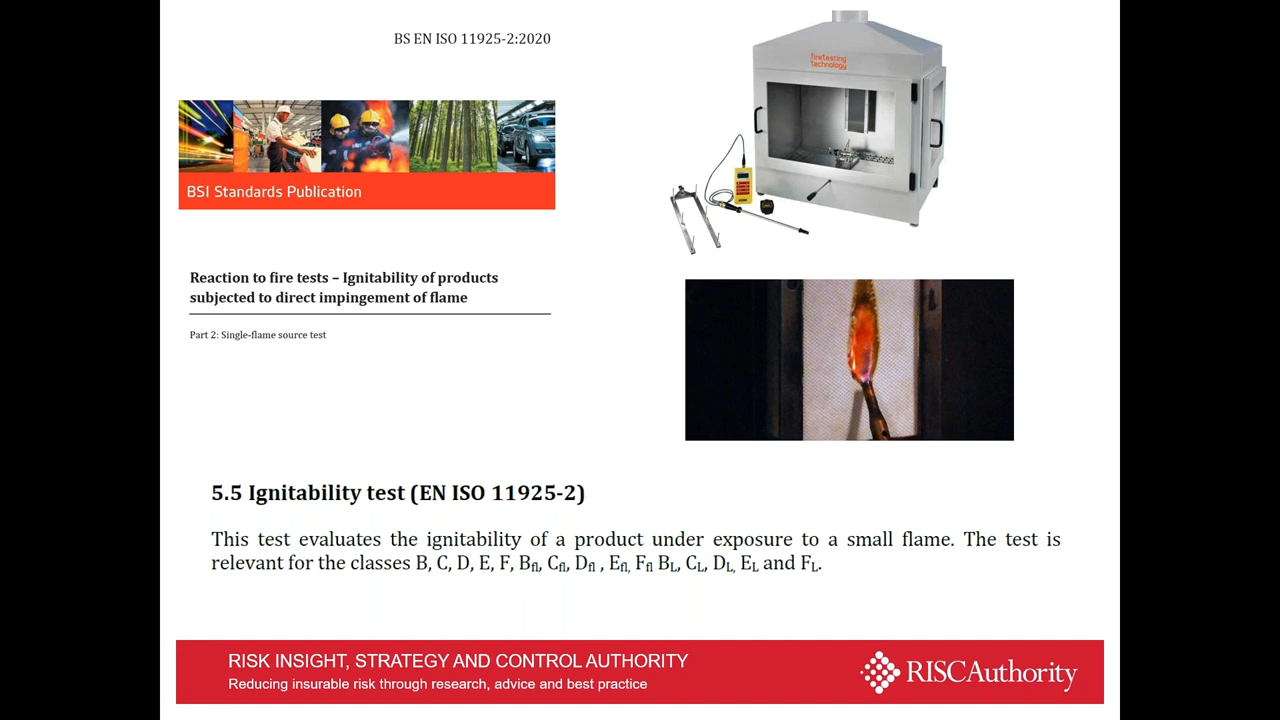 BS EN ISO 11925-2:2020
BSI Standards Publication
firetesting
technology
Reaction to fire tests – Ignitability of products
subjected to direct impingement of flame
Part 2: Single-flame source test
5.5 Ignitability test (EN ISO 11925-2)
This test evaluates the ignitability of a product under exposure to a small flame. The test is
relevant for the classes B, C, D, E, F, Bfl, Cfl, Dfl , Efl, Ffl BL, CL, DL, EL and FL.
RISK INSIGHT, STRATEGY AND CONTROL AUTHORITY
Reducing insurable risk through research, advice and best practice
RISCAuthority